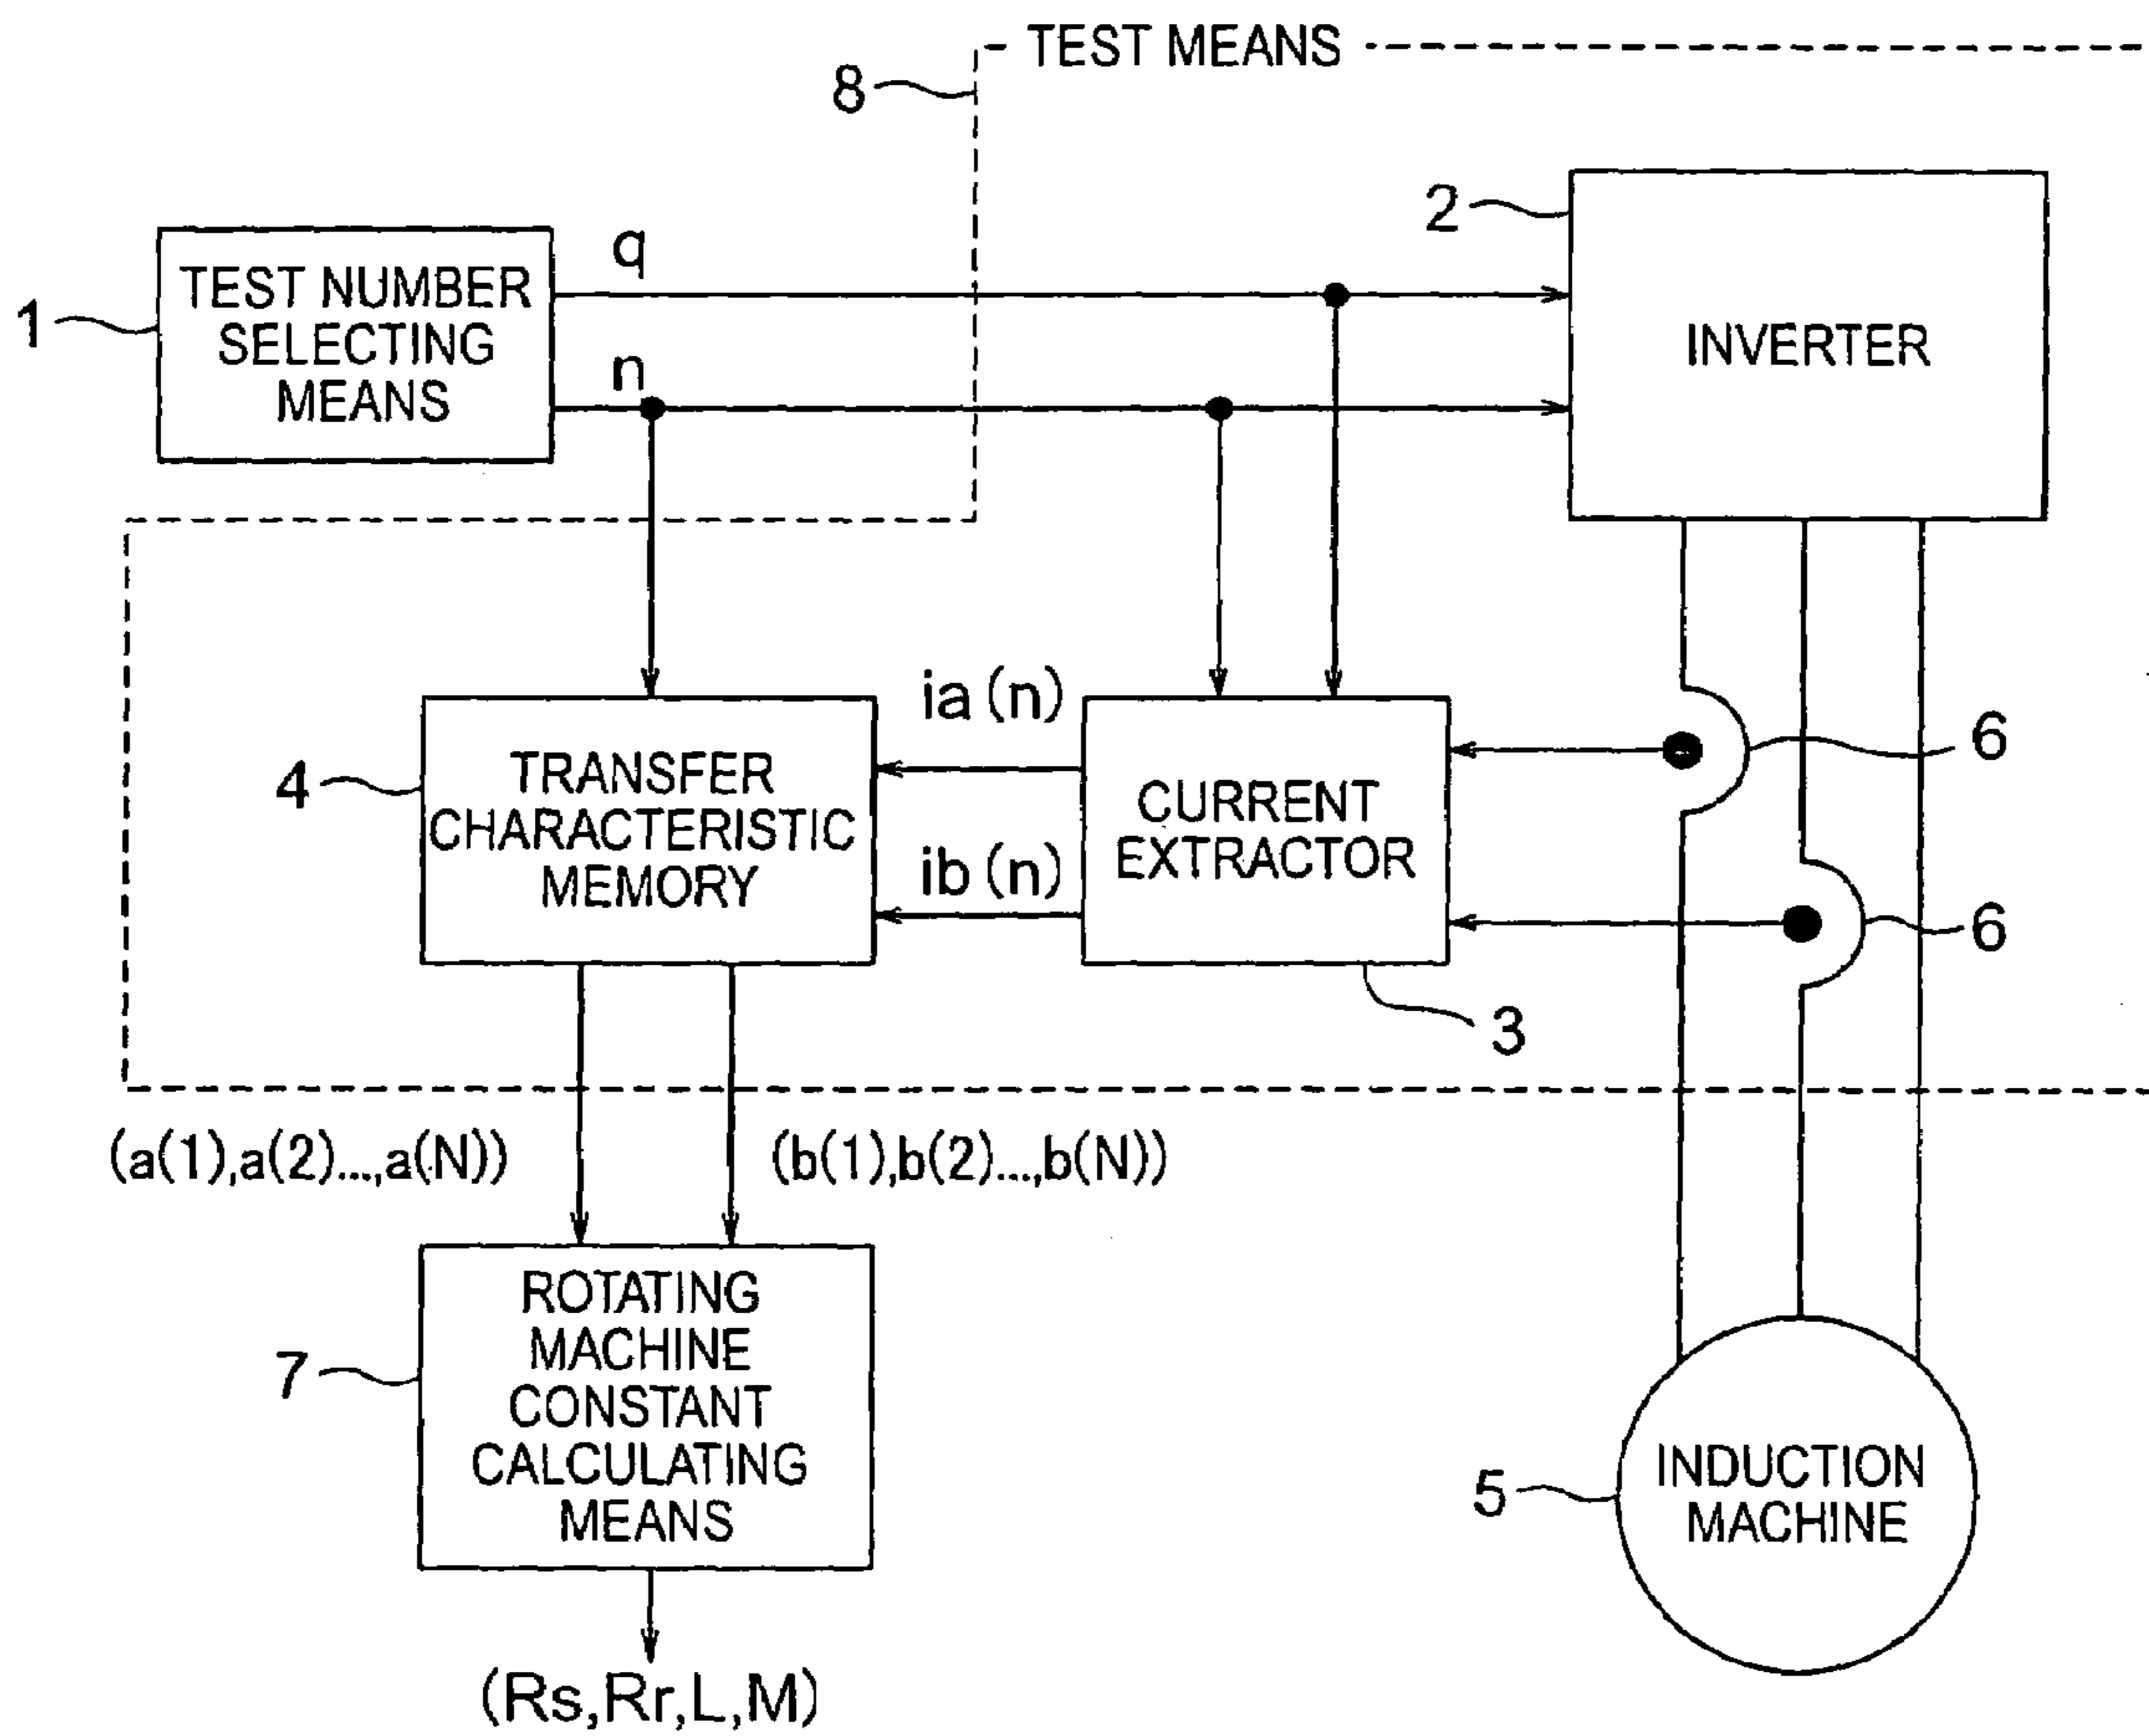 TEST MEANS
8
2
1
TEST NUMBER
SELECTING
MEANS
q
n
INVERTER
4
TRANSFER
CHARACTERISTIC
MEMORY
ia (n)
ib (n)
CURRENT
EXTRACTOR
6
6
3
(a(1),a(2)...,a(N))
(b(1),b(2)...,b(N))
7
ROTATING
MACHINE
CONSTANT
CALCULATING
MEANS
5
INDUCTION
MACHINE
(Rs,Rr,L,M)